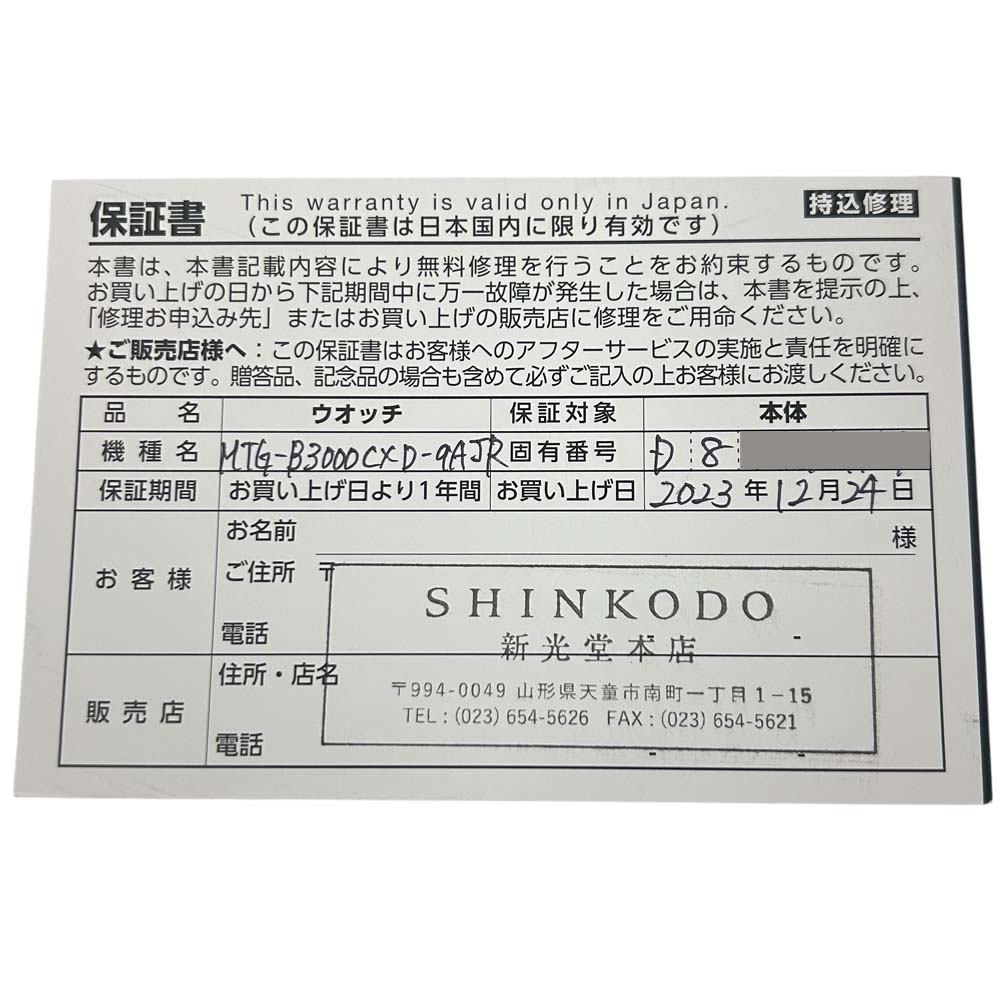 保証書
This warranty is valid only in Japan.
(この保証書は日本国内に限り有効です)
持込修理
本書は、本書記載内容により無料修理を行うことをお約束するものです。
お買い上げの日から下記期間中に万一故障が発生した場合は、本書を提示の上、
「修理お申込み先」またはお買い上げの販売店に修理をご用命ください。
★ご販売店様へ：この保証書はお客様へのアフターサービスの実施と責任を明確に
するものです。贈答品、記念品の場合も含めて必ずご記入の上お客様にお渡しください。
品名 ウオッチ 保証対象 本体
機種名 MTG-B3000CXD-9AJR 固有番号 D 8
保証期間 お買い上げ日より1年間 お買い上げ日 2023年12月24日
お客様
お名前 様
ご住所 〒
電話
販売店
住所・店名
電話
SHINKODO
新光堂本店
〒994-0049 山形県天童市南町一丁目1-15
TEL：(023) 654-5626 FAX：(023) 654-5621